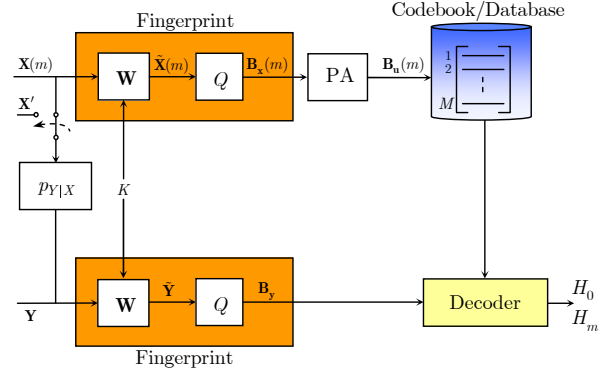 Fingerprint
Codebook/Database
X(m)
W
X̃(m)
Q
B_x(m)
PA
B_u(m)
1
2
M
X′
p_{Y|X}
K
Y
W
Ỹ
Q
B_y
Decoder
H_0
H_m
Fingerprint